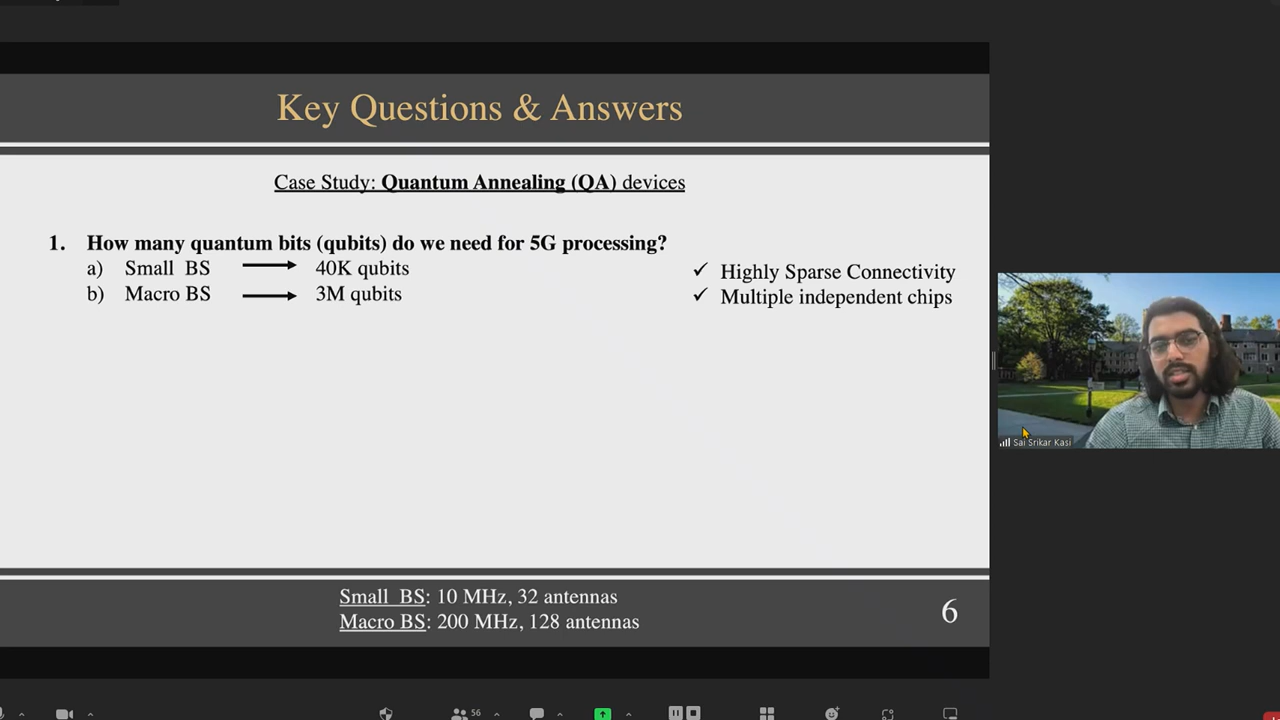 Key Questions & Answers
Case Study: Quantum Annealing (QA) devices
1. How many quantum bits (qubits) do we need for 5G processing?
a) Small BS 40K qubits
b) Macro BS 3M qubits
✓ Highly Sparse Connectivity
✓ Multiple independent chips
Sai Srikar Kasi
Small BS: 10 MHz, 32 antennas
Macro BS: 200 MHz, 128 antennas
6
56